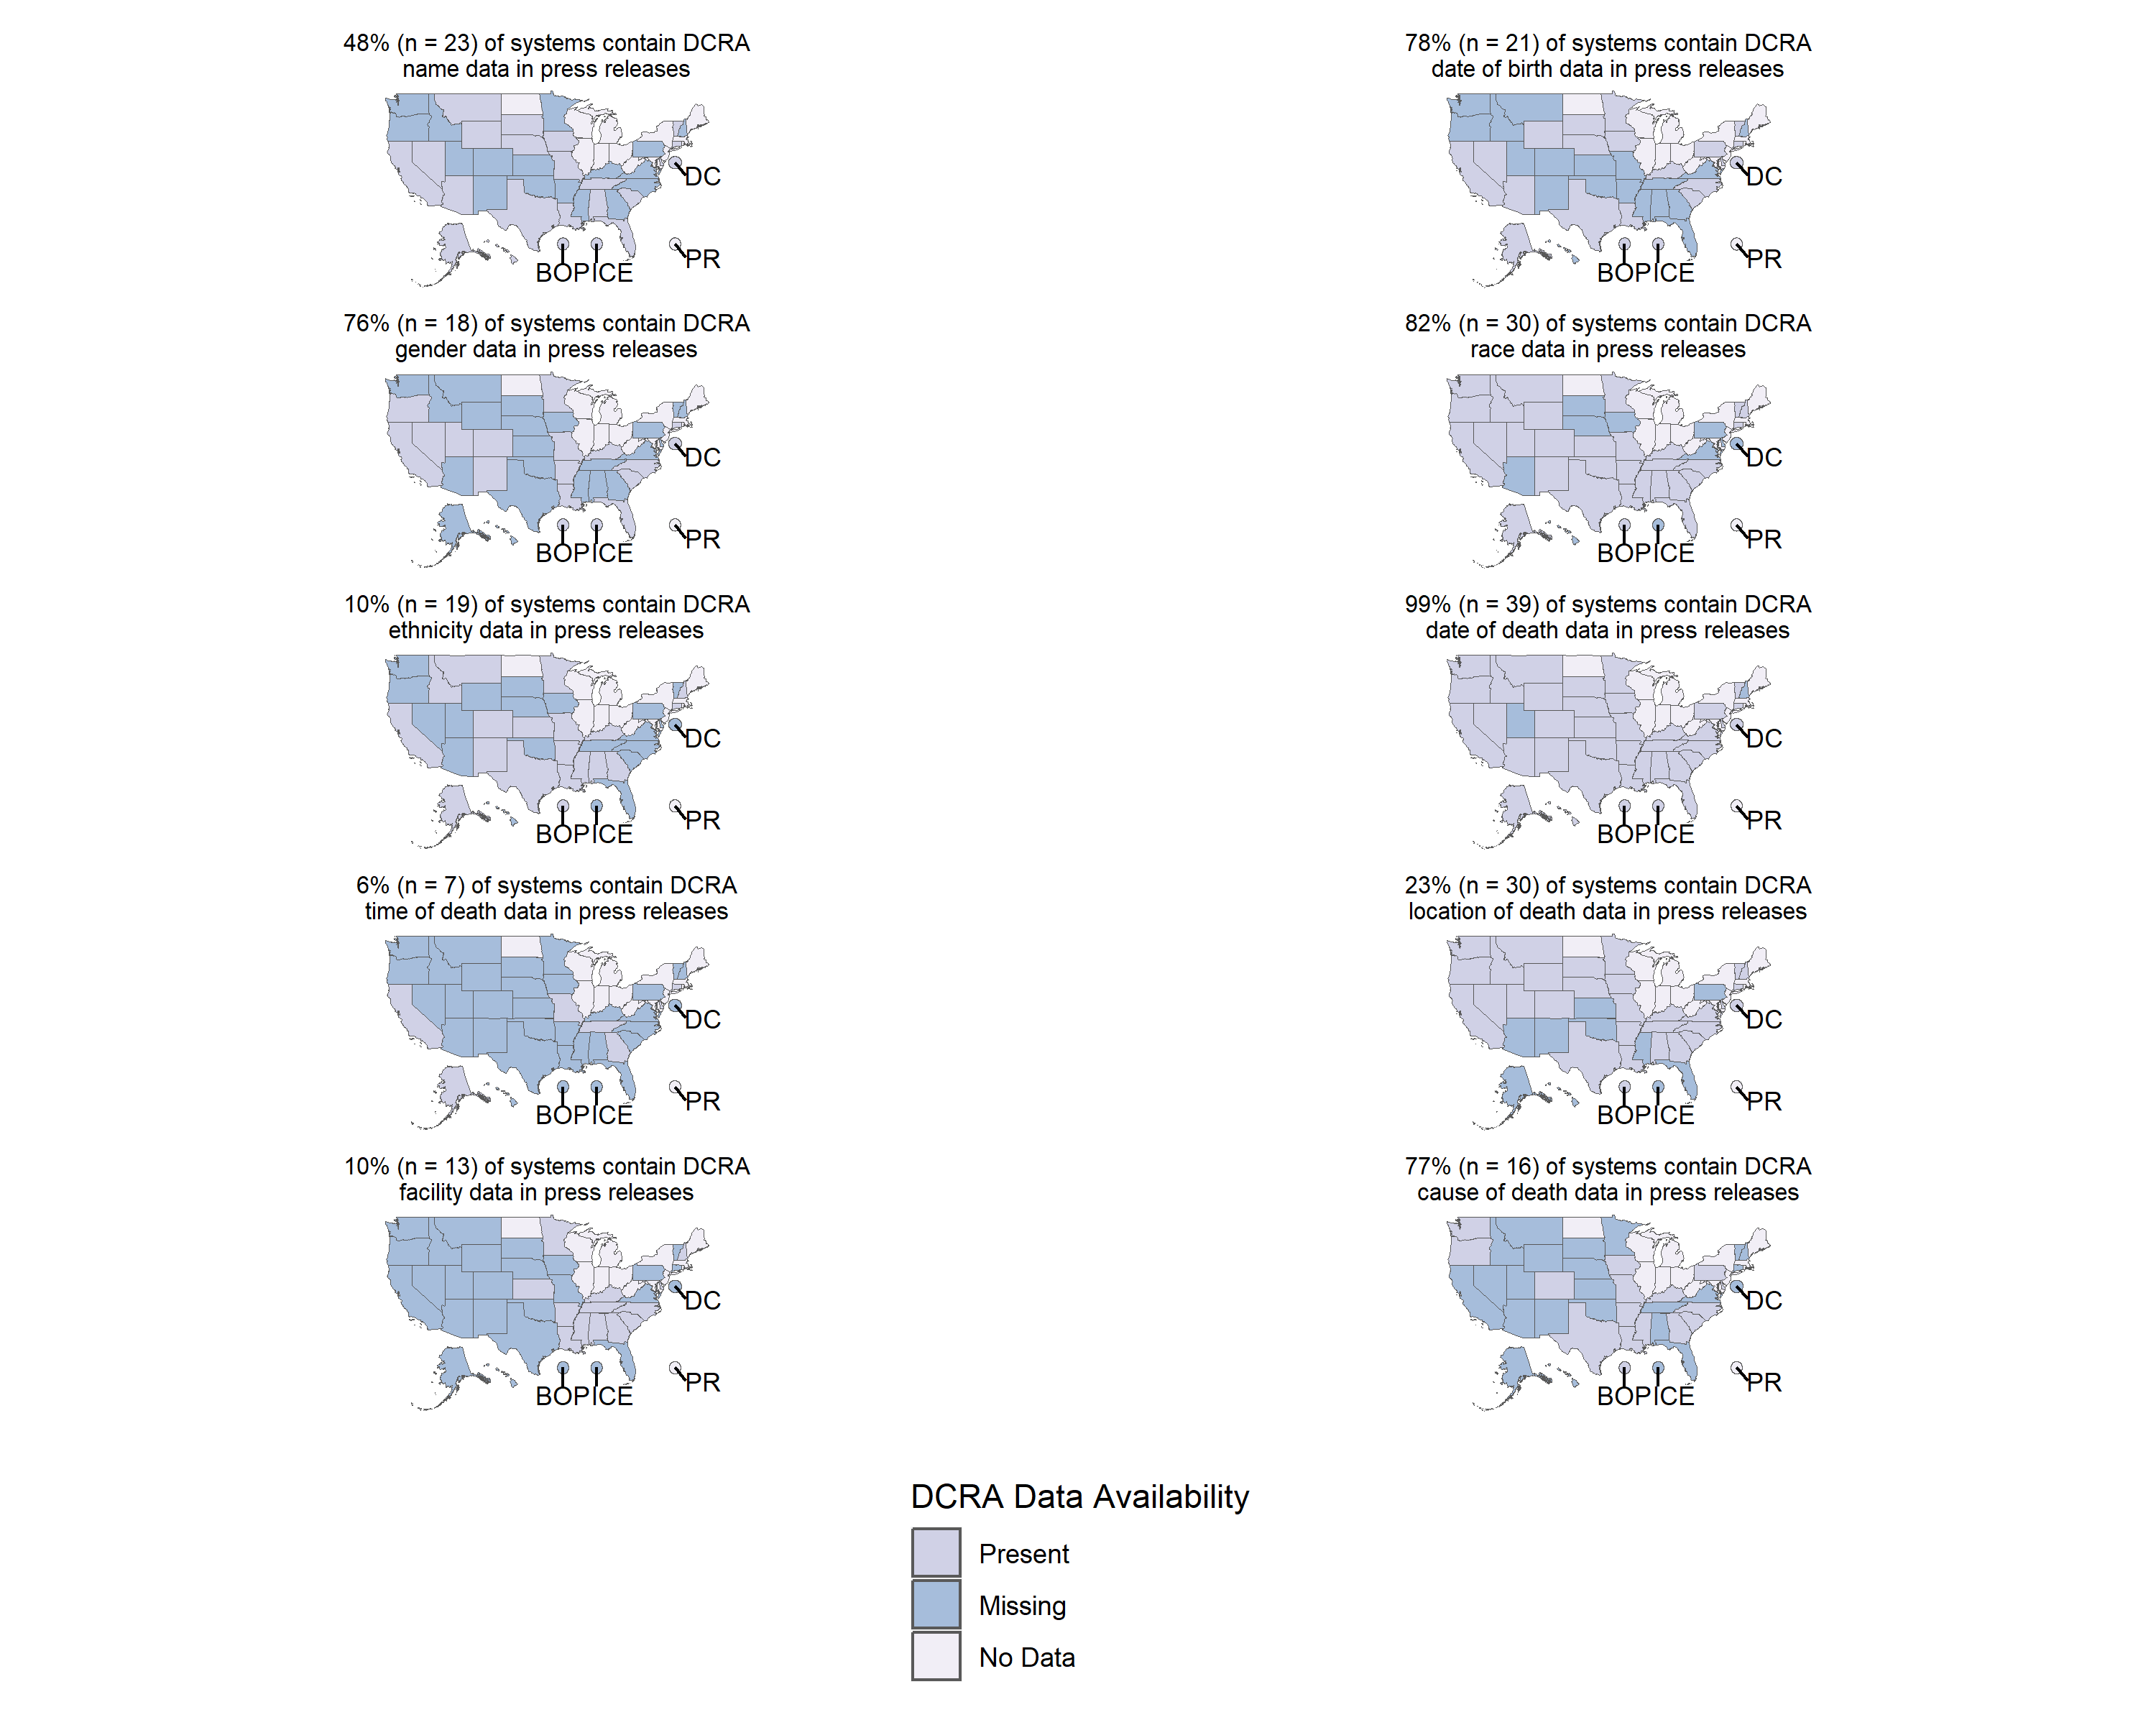 48% (n = 23) of systems contain DCRA
name data in press releases
DC
BOP ICE
PR
78% (n = 21) of systems contain DCRA
date of birth data in press releases
DC
BOP ICE
PR
76% (n = 18) of systems contain DCRA
gender data in press releases
DC
BOP ICE
PR
82% (n = 30) of systems contain DCRA
race data in press releases
DC
BOP ICE
PR
10% (n = 19) of systems contain DCRA
ethnicity data in press releases
DC
BOP ICE
PR
99% (n = 39) of systems contain DCRA
date of death data in press releases
DC
BOP ICE
PR
6% (n = 7) of systems contain DCRA
time of death data in press releases
DC
BOP ICE
PR
23% (n = 30) of systems contain DCRA
location of death data in press releases
DC
BOP ICE
PR
10% (n = 13) of systems contain DCRA
facility data in press releases
DC
BOP ICE
PR
77% (n = 16) of systems contain DCRA
cause of death data in press releases
DC
BOP ICE
PR
DCRA Data Availability
Present
Missing
No Data